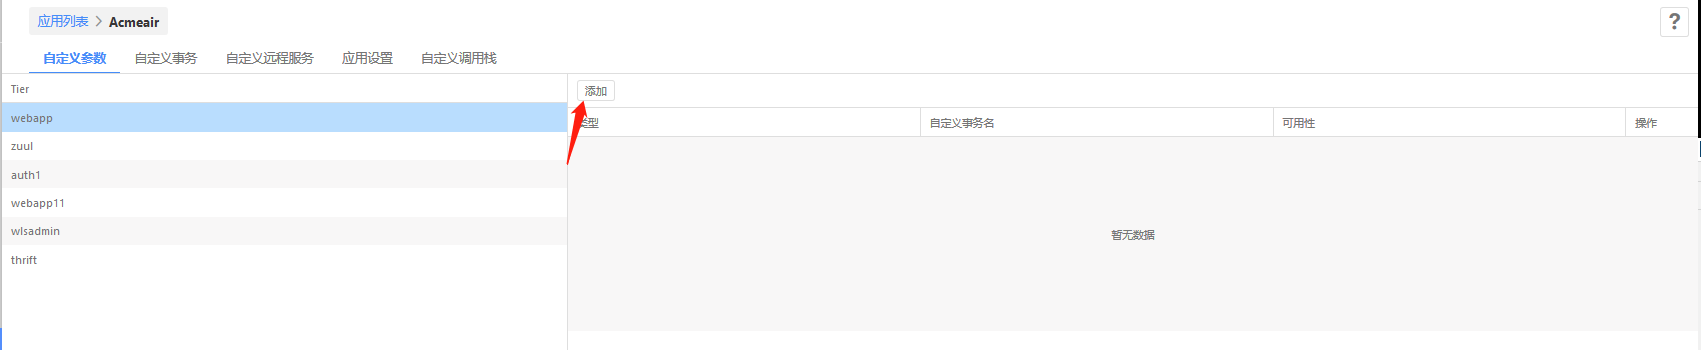 应用列表 > Acmeair
?
自定义参数 自定义事务 自定义远程服务 应用设置 自定义调用栈
Tier
添加
webapp
类型 自定义事务名 可用性 操作
zuul
auth1
webapp11
wlsadmin
暂无数据
thrift